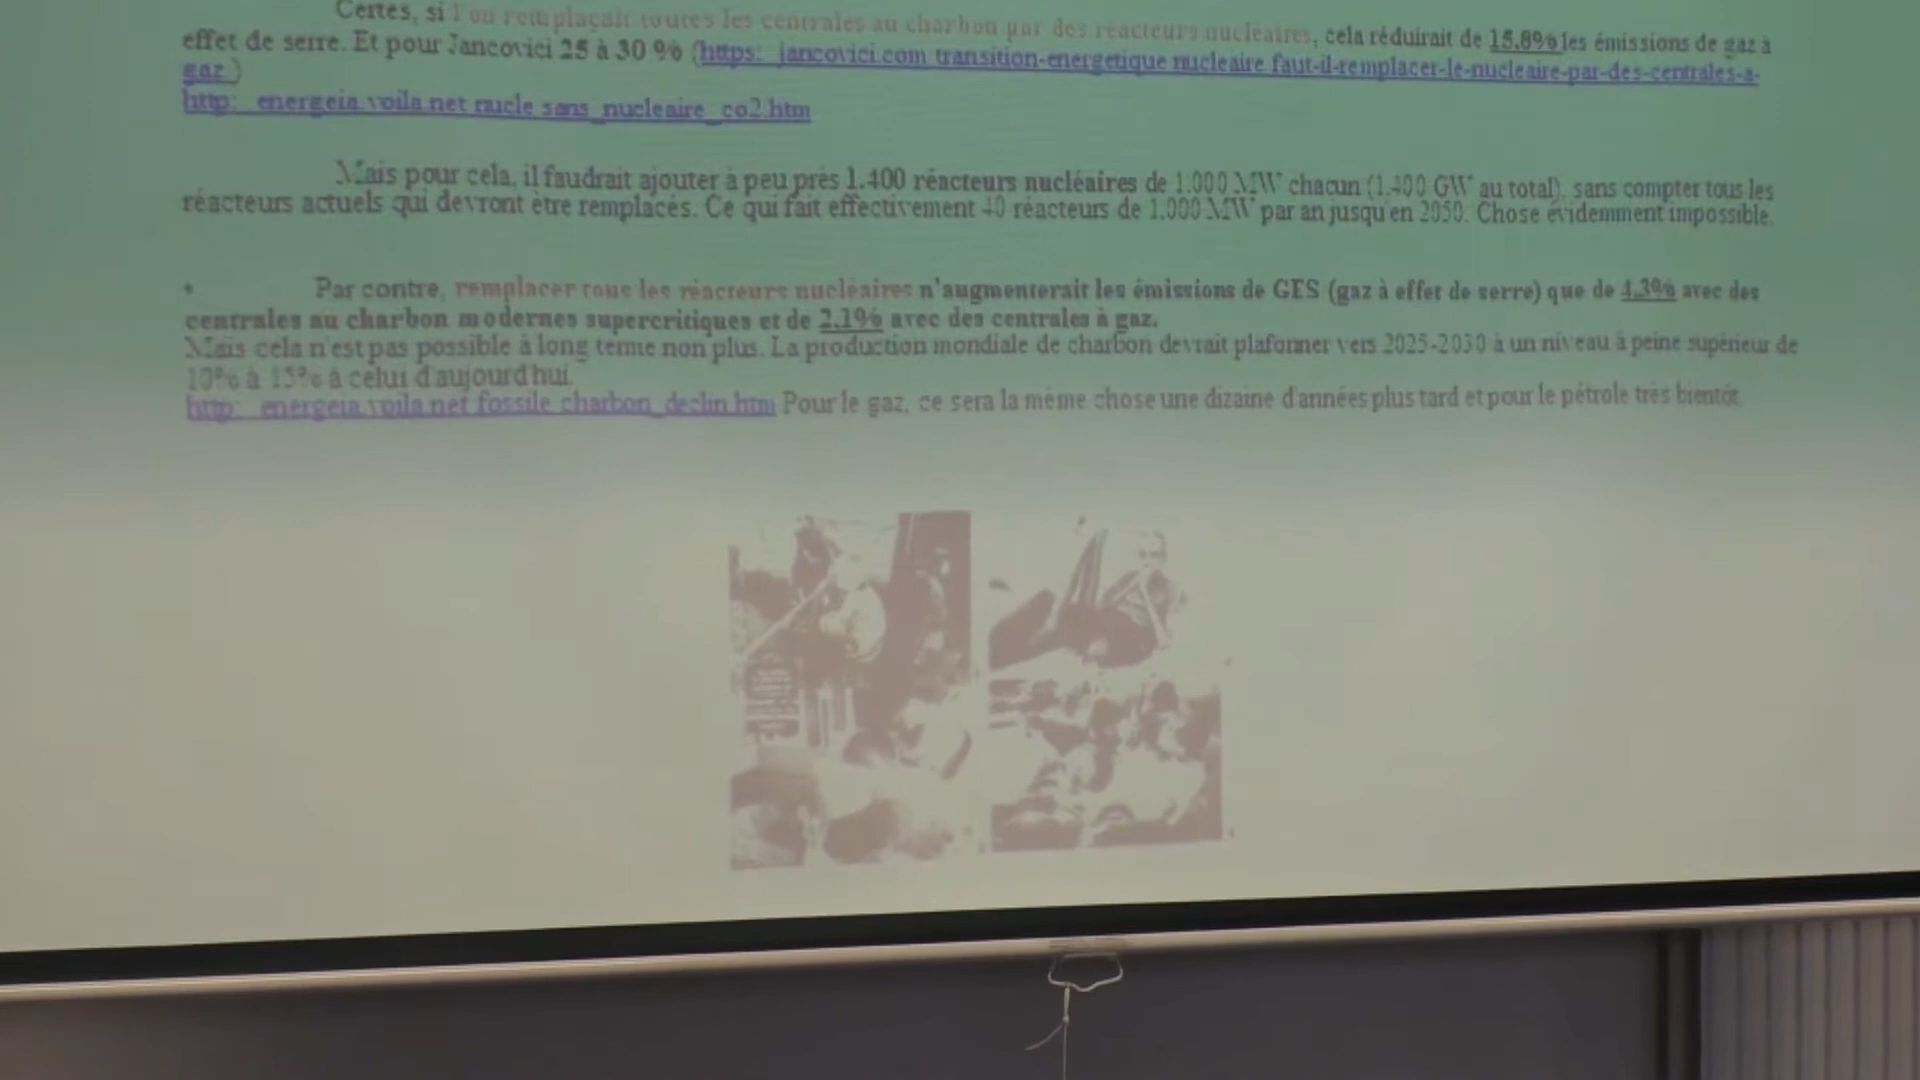 Certes, si l'on remplaçait toutes les centrales au charbon par des réacteurs nucléaires, cela réduirait de 15.8% les émissions de gaz à
effet de serre. Et pour Jancovici 25 à 30 % (https: jancovici.com transition-energetique nucleaire faut-il-remplacer-le-nucleaire-par-des-centrales-a-
gaz )
http: energeia.voila.net nucle sans_nucleaire_co2.htm
Mais pour cela, il faudrait ajouter à peu près 1.400 réacteurs nucléaires de 1.000 MW chacun (1.400 GW au total), sans compter tous les
réacteurs actuels qui devront être remplacés. Ce qui fait effectivement 40 réacteurs de 1.000 MW par an jusqu'en 2050. Chose évidemment impossible.
• Par contre, remplacer tous les réacteurs nucléaires n'augmenterait les émissions de GES (gaz à effet de serre) que de 4.3% avec des
centrales au charbon modernes supercritiques et de 2.1% avec des centrales à gaz.
Mais cela n'est pas possible à long terme non plus. La production mondiale de charbon devrait plafonner vers 2025-2030 à un niveau à peine supérieur de
10% à 15% à celui d'aujourd'hui.
http: energeia.voila.net fossile charbon_declin.htm Pour le gaz, ce sera la même chose une dizaine d'années plus tard et pour le pétrole très bientôt.